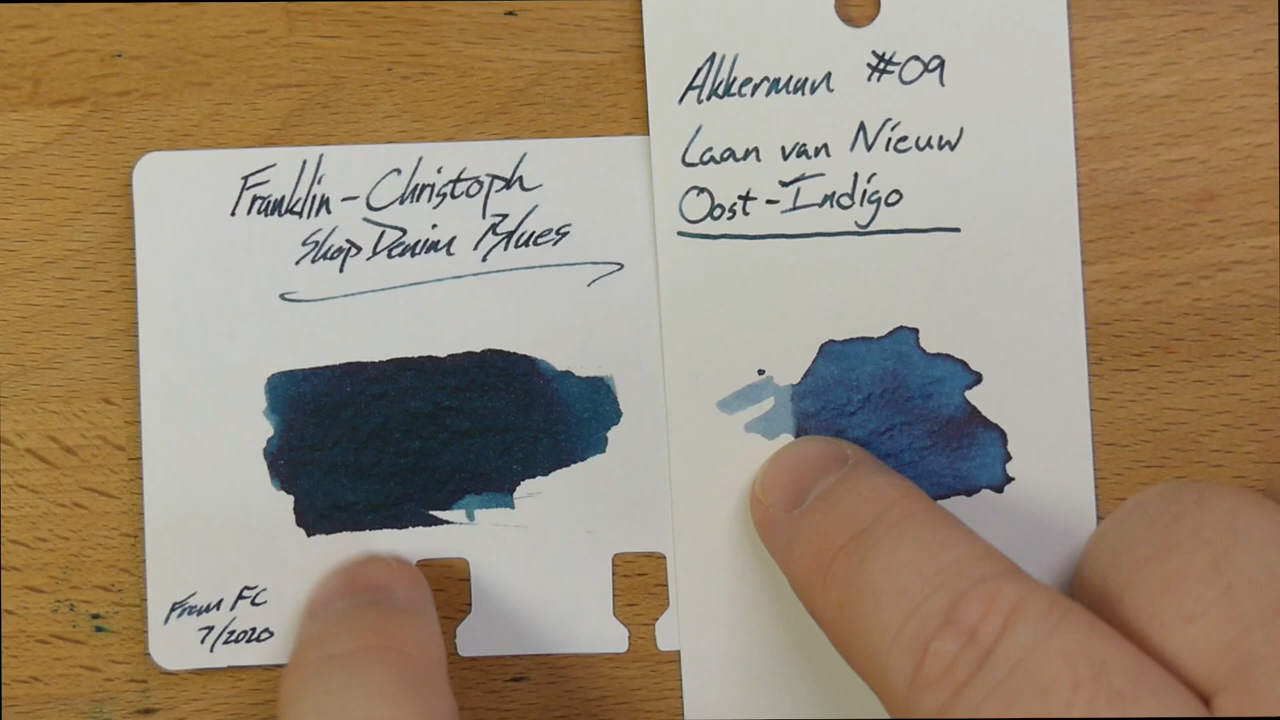 Franklin-Christoph
Shop Denim Blues
From FC
7/2020
Akkerman #09
Laan van Nieuw
Oost-Indigo